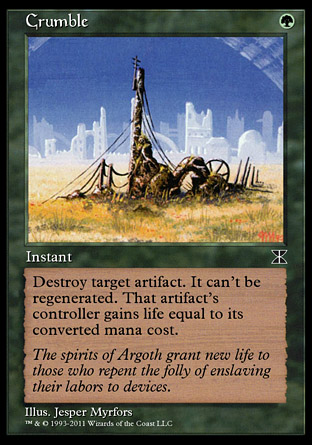 Crumble
Instant
Destroy target artifact. It can't be
regenerated. That artifact's
controller gains life equal to its
converted mana cost.
The spirits of Argoth grant new life to
those who repent the folly of enslaving
their labors to devices.
Illus. Jesper Myrfors
™ & © 1993-2011 Wizards of the Coast LLC